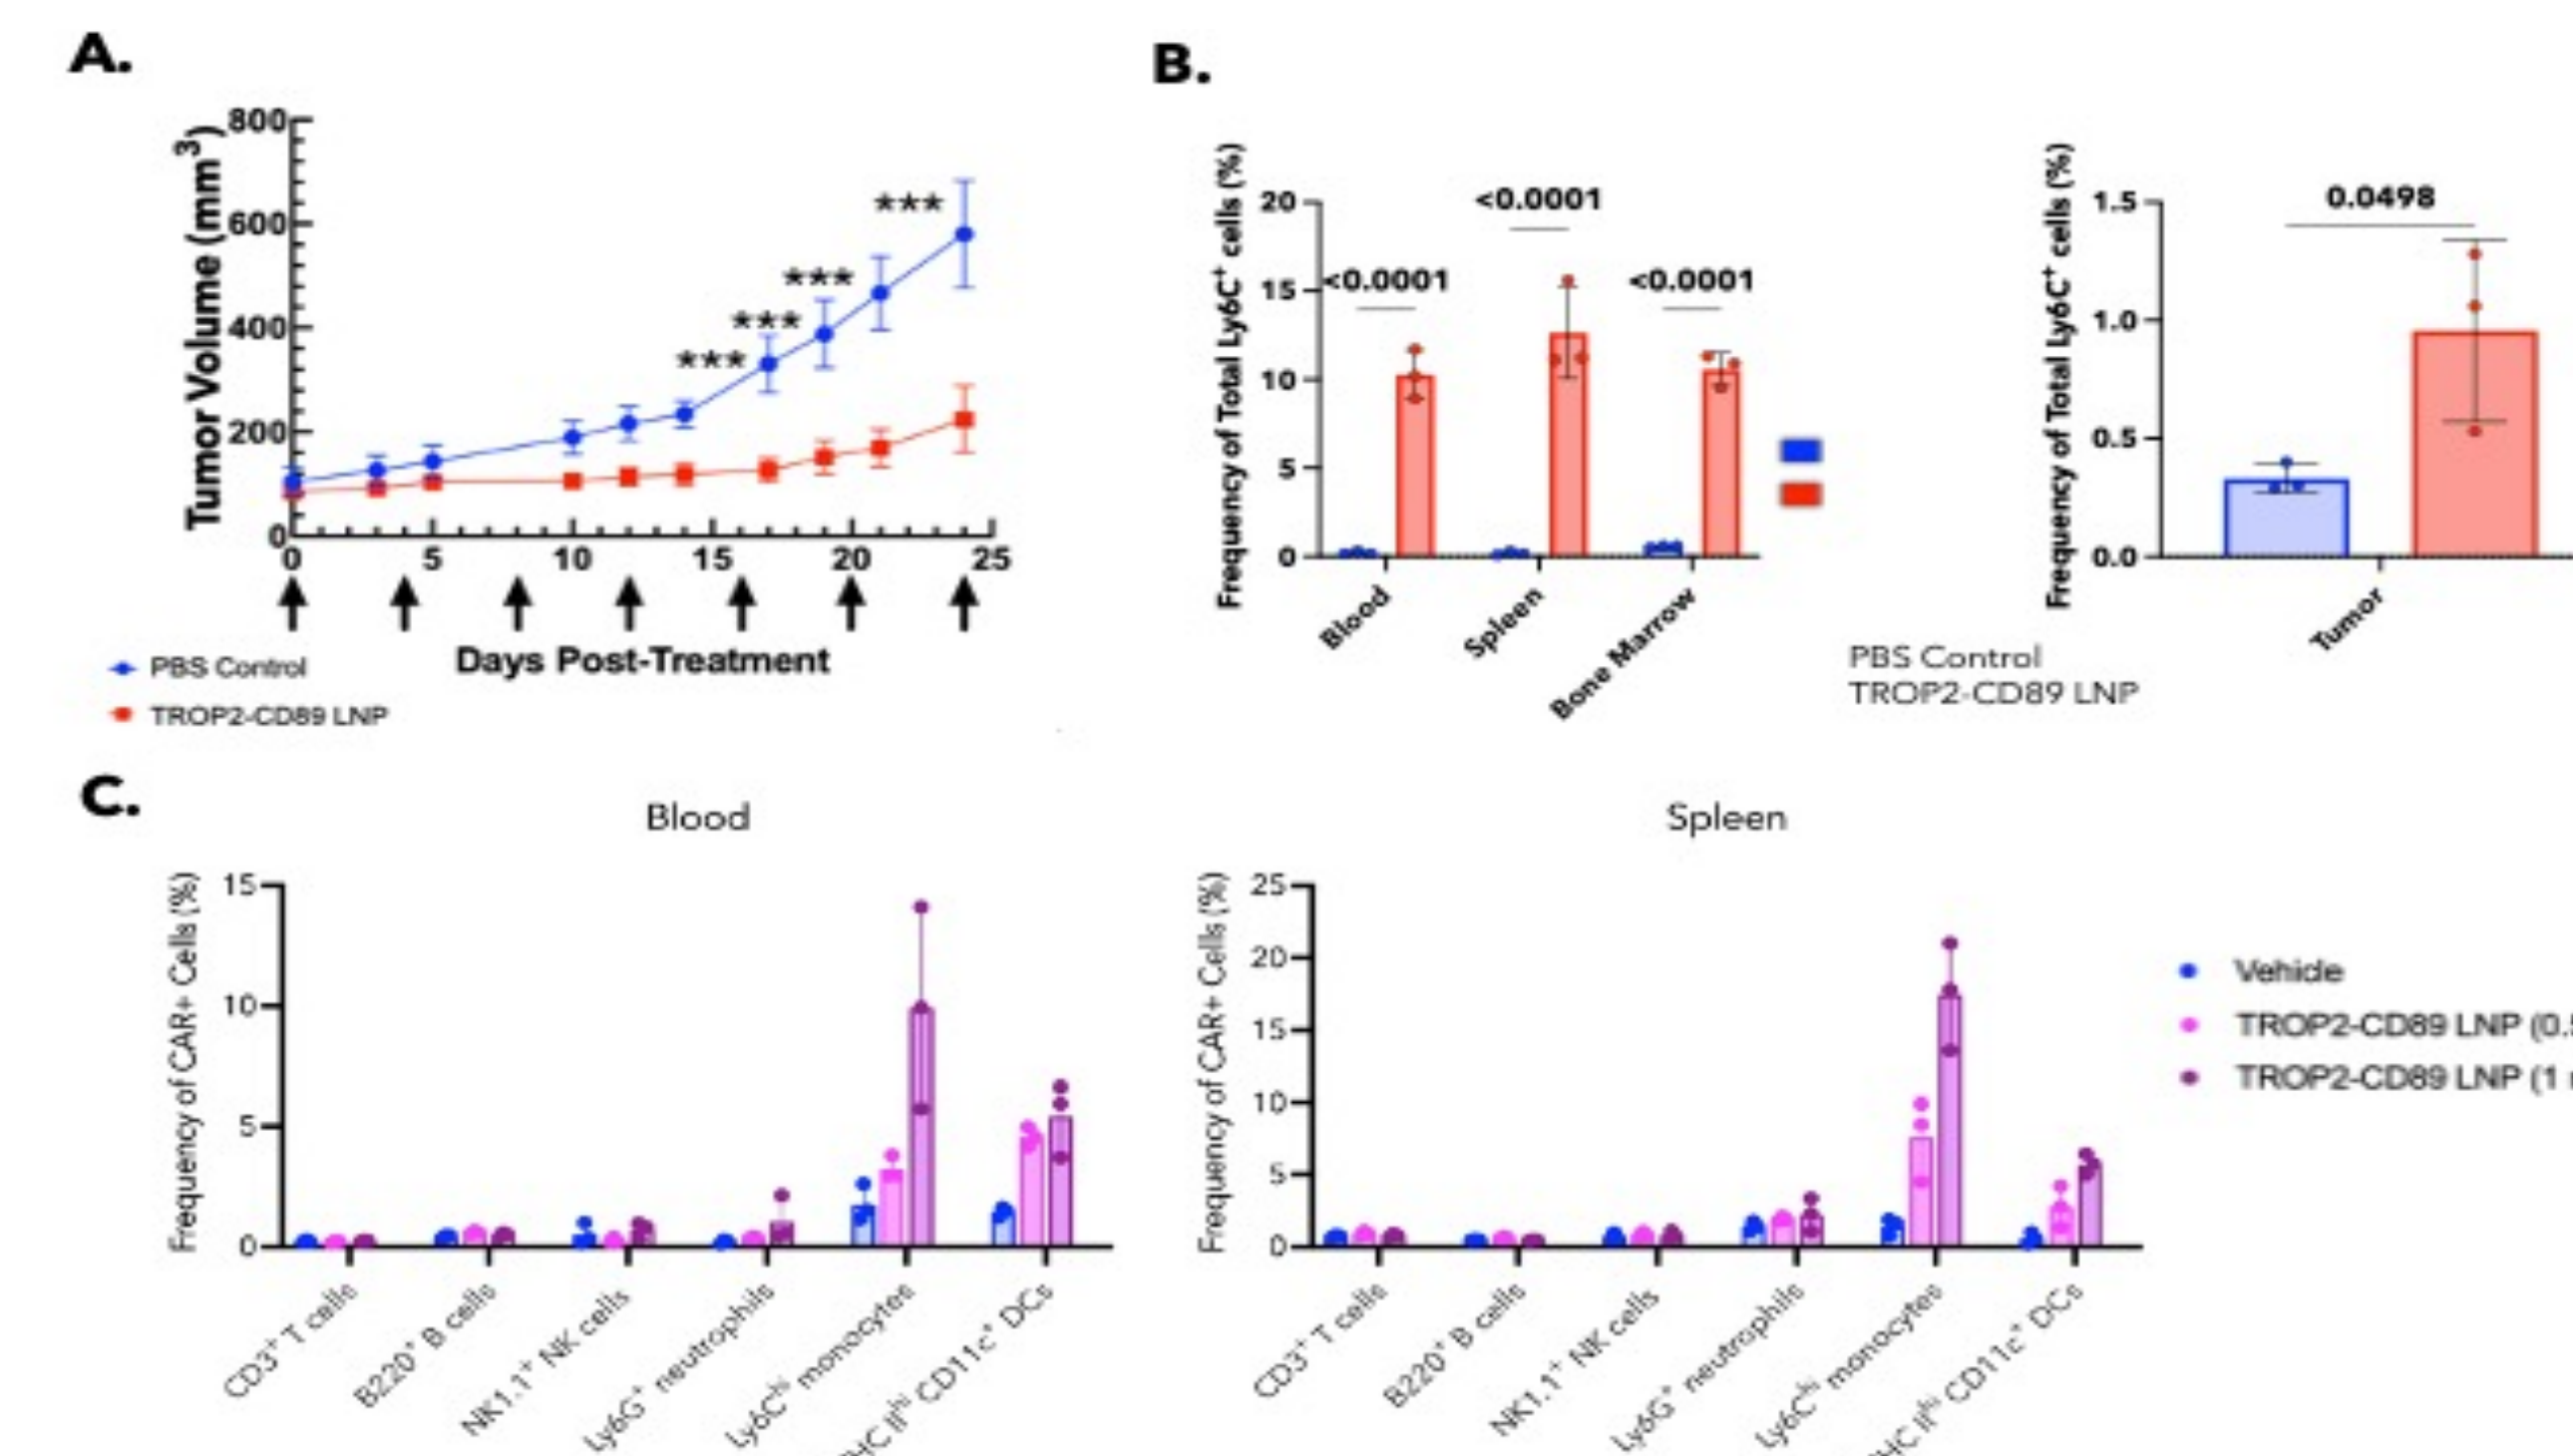 A.
Tumor Volume (mm³)
800
600
400
200
0
***
***
***
***
0 5 10 15 20 25
Days Post-Treatment
PBS Control
TROP2-CD89 LNP
B.
Frequency of Total Ly6C⁺ cells (%)
20
15
10
5
0
<0.0001
<0.0001
<0.0001
Blood
Spleen
Bone Marrow
PBS Control
TROP2-CD89 LNP
Frequency of Total Ly6C⁺ cells (%)
1.5
1.0
0.5
0.0
0.0498
Tumor
C.
Blood
Frequency of CAR+ Cells (%)
15
10
5
0
CD3⁺ T cells
B220⁺ B cells
NK1.1⁺ NK cells
Ly6G⁺ neutrophils
Ly6Cʰⁱ monocytes
HC IIʰⁱ CD11c⁺ DCs
Spleen
Frequency of CAR+ Cells (%)
25
20
15
10
5
0
CD3⁺ T cells
B220⁺ B cells
NK1.1⁺ NK cells
Ly6G⁺ neutrophils
Ly6Cʰⁱ monocytes
HC IIʰⁱ CD11c⁺ DCs
Vehicle
TROP2-CD89 LNP (0.
TROP2-CD89 LNP (1